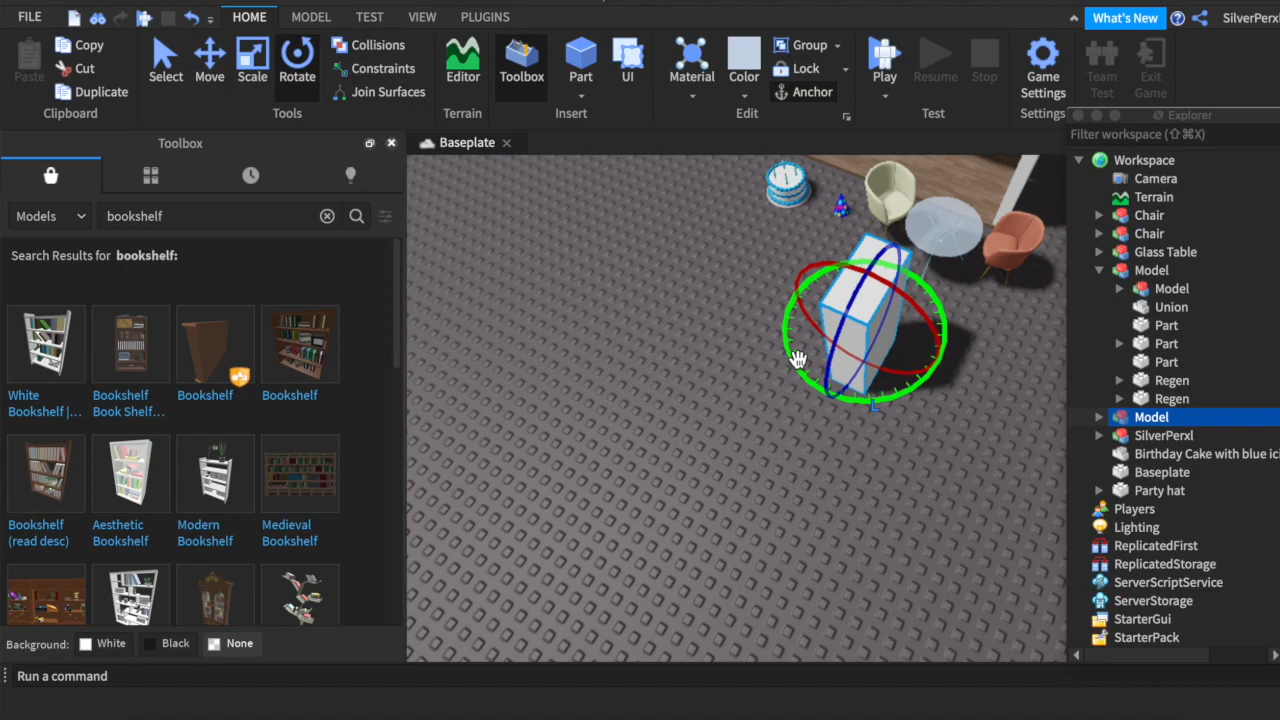 FILE HOME MODEL TEST VIEW PLUGINS What's New SilverPerxl
Paste Copy Cut Duplicate Clipboard
Select Move Scale Rotate Collisions Constraints Join Surfaces Tools
Editor Terrain
Toolbox Part UI Insert
Material Color Group Lock Anchor Edit
Play Resume Stop Test
Game Settings Settings
Team Test Exit Game
Toolbox
Models bookshelf
Search Results for bookshelf:
White Bookshelf |...
Bookshelf Book Shelf...
Bookshelf
Bookshelf
Bookshelf (read desc)
Aesthetic Bookshelf
Modern Bookshelf
Medieval Bookshelf
Background: White Black None
Run a command
Baseplate
L
Explorer
Filter workspace (⇧⌘X)
Workspace
Camera
Terrain
Chair
Chair
Glass Table
Model
Model
Union
Part
Part
Part
Regen
Regen
Model
SilverPerxl
Birthday Cake with blue ici
Baseplate
Party hat
Players
Lighting
ReplicatedFirst
ReplicatedStorage
ServerScriptService
ServerStorage
StarterGui
StarterPack